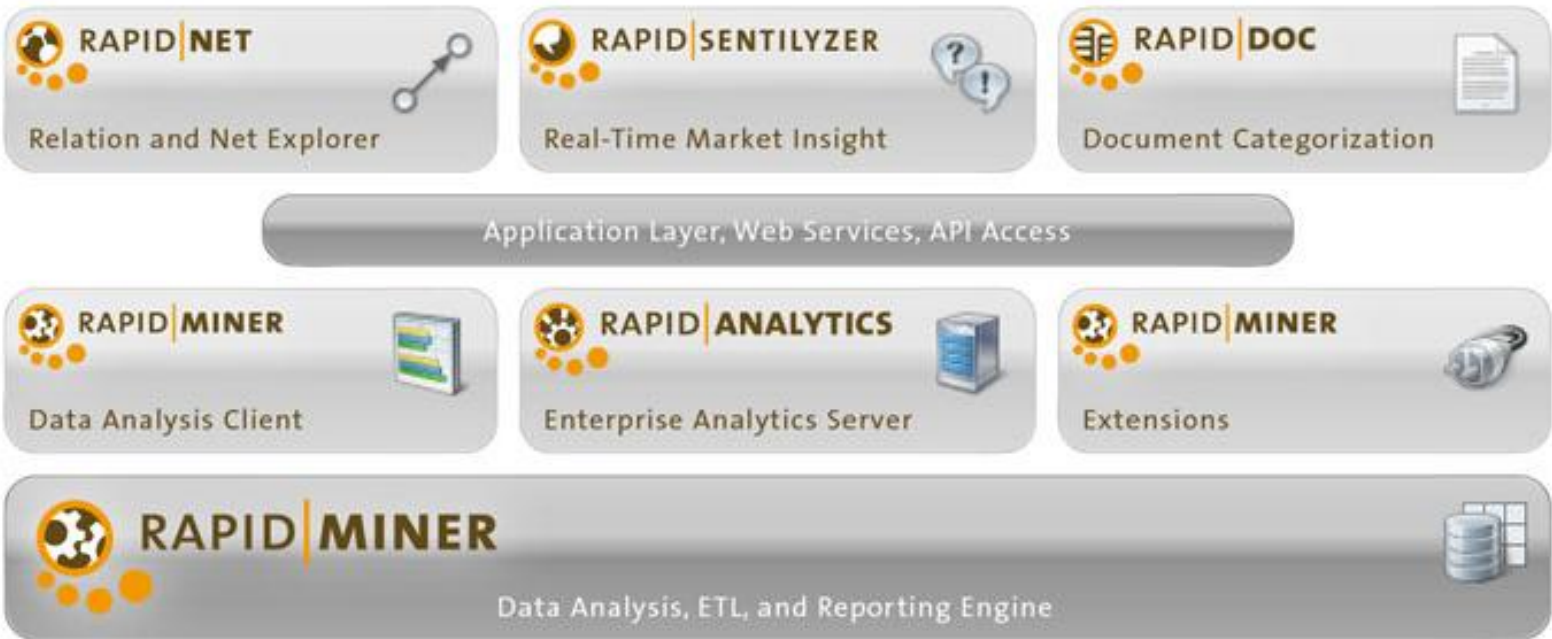 RAPID|NET
Relation and Net Explorer
RAPID|SENTILYZER
? !
Real-Time Market Insight
RAPID|DOC
Document Categorization
Application Layer, Web Services, API Access
RAPID|MINER
Data Analysis Client
RAPID|ANALYTICS
Enterprise Analytics Server
RAPID|MINER
Extensions
RAPID|MINER
Data Analysis, ETL, and Reporting Engine